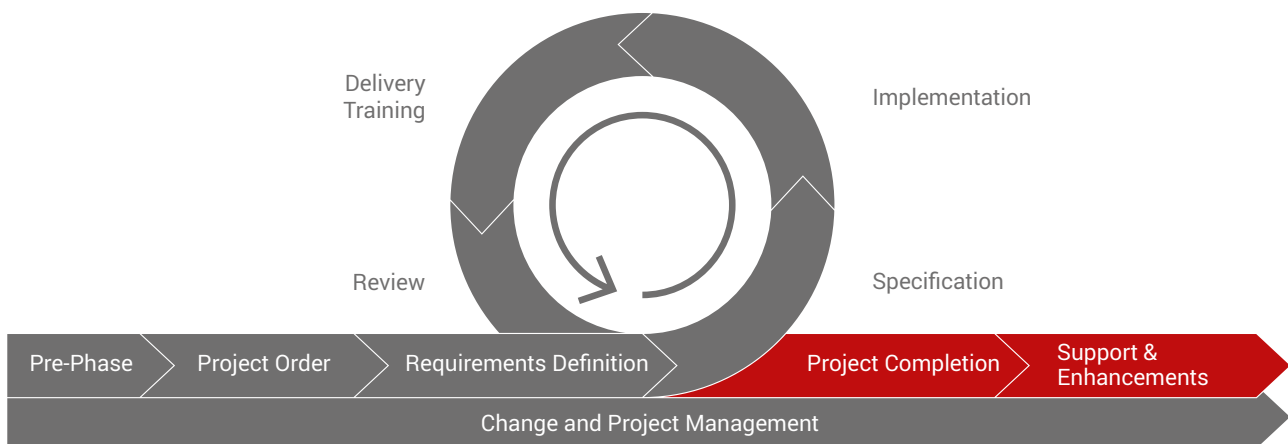 Delivery
Training
Implementation
Review
Specification
Pre-Phase
Project Order
Requirements Definition
Project Completion
Support &
Enhancements
Change and Project Management